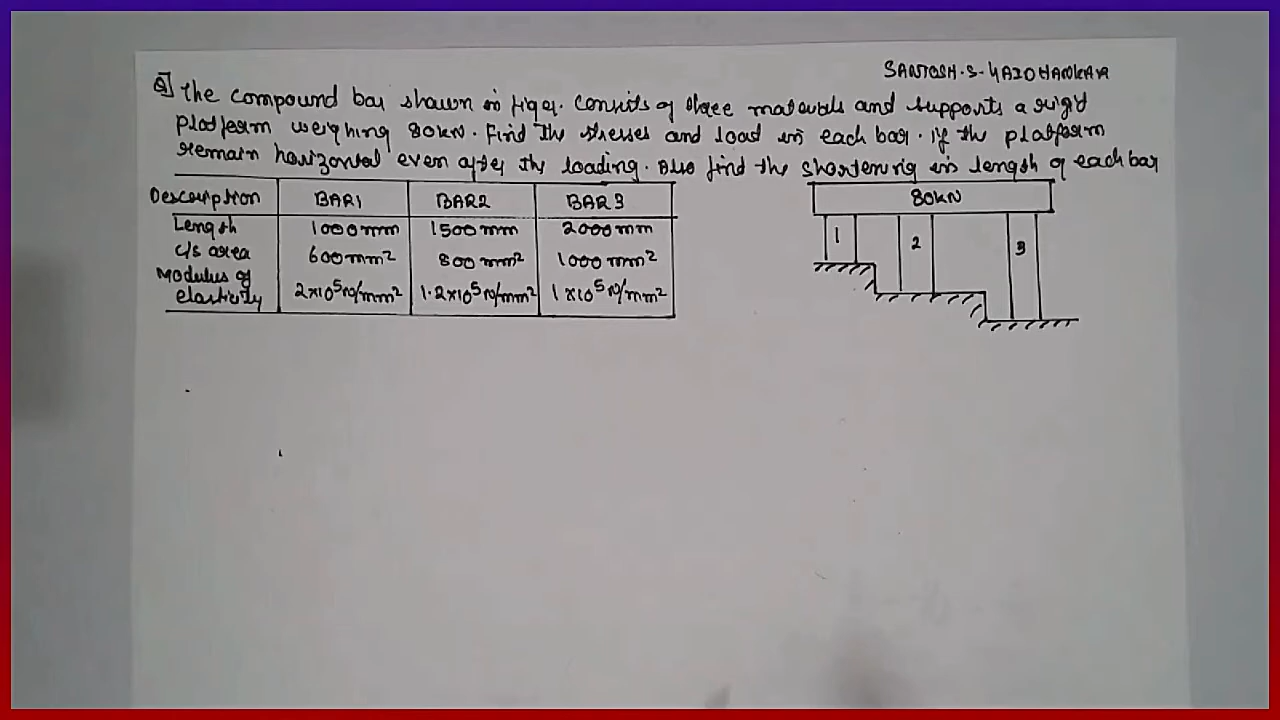 SANTOSH.S.YAJOHANKAR
Q] The compound bar shown in figer. consits of three materials and supports a rigid
platform weighing 80kN. Find the stresses and load in each bar. if the platform
remain horizontal even after the loading. Also find the shortening in length of each bar
Description BAR1 BAR2 BAR3
Length 1000mm 1500mm 2000mm
c/s area 600mm² 800mm² 1000mm²
Modulus of
elasticity 2×10⁵N/mm² 1.2×10⁵N/mm² 1×10⁵N/mm²
80kN
1 2 3